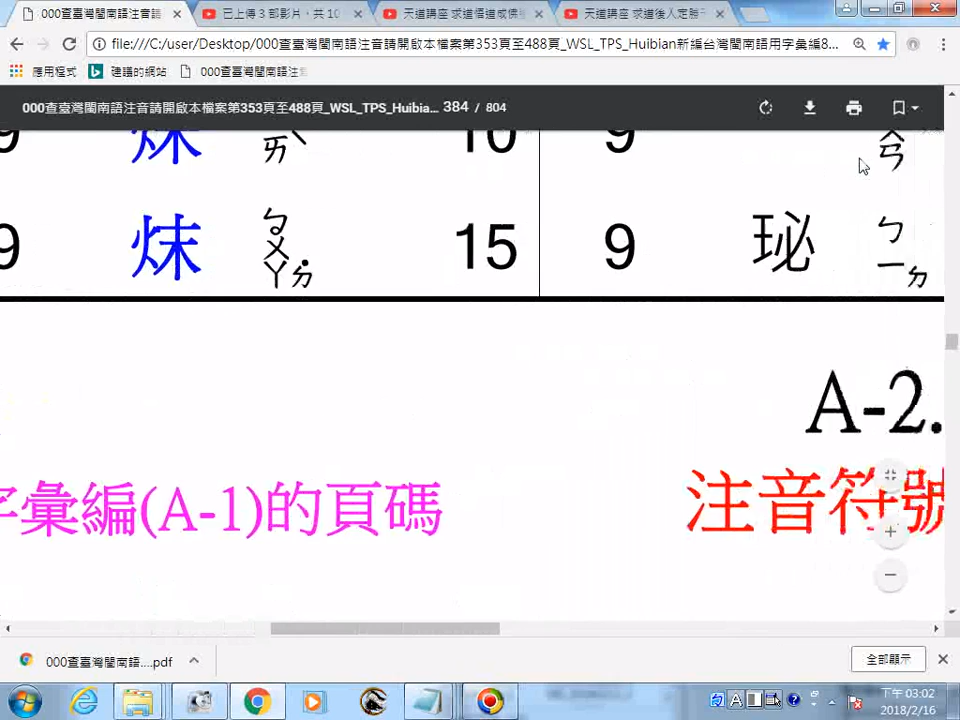 000查臺灣閩南語注音請
已上傳 3 部影片，共 10
天道講座 求道悟道成佛
天道講座 求道後人定勝
file:///C:/user/Desktop/000查臺灣閩南語注音請開啟本檔案第353頁至488頁_WSL_TPS_Huibian新編台灣閩南語用字彙編8...
應用程式 建議的網站 000查臺灣閩南語注
000查臺灣閩南語注音請開啟本檔案第353頁至488頁_WSL_TPS_Huibia... 384 / 804
9 ㄞˋ 16 9
9 ㄅㄨㄚ˙ㄉ 15 9 珌 ㄅㄧㄉ
A-2.
字彙編(A-1)的頁碼 注音符號
000查臺灣閩南語....pdf 全部顯示
下午 03:02
2018/2/16